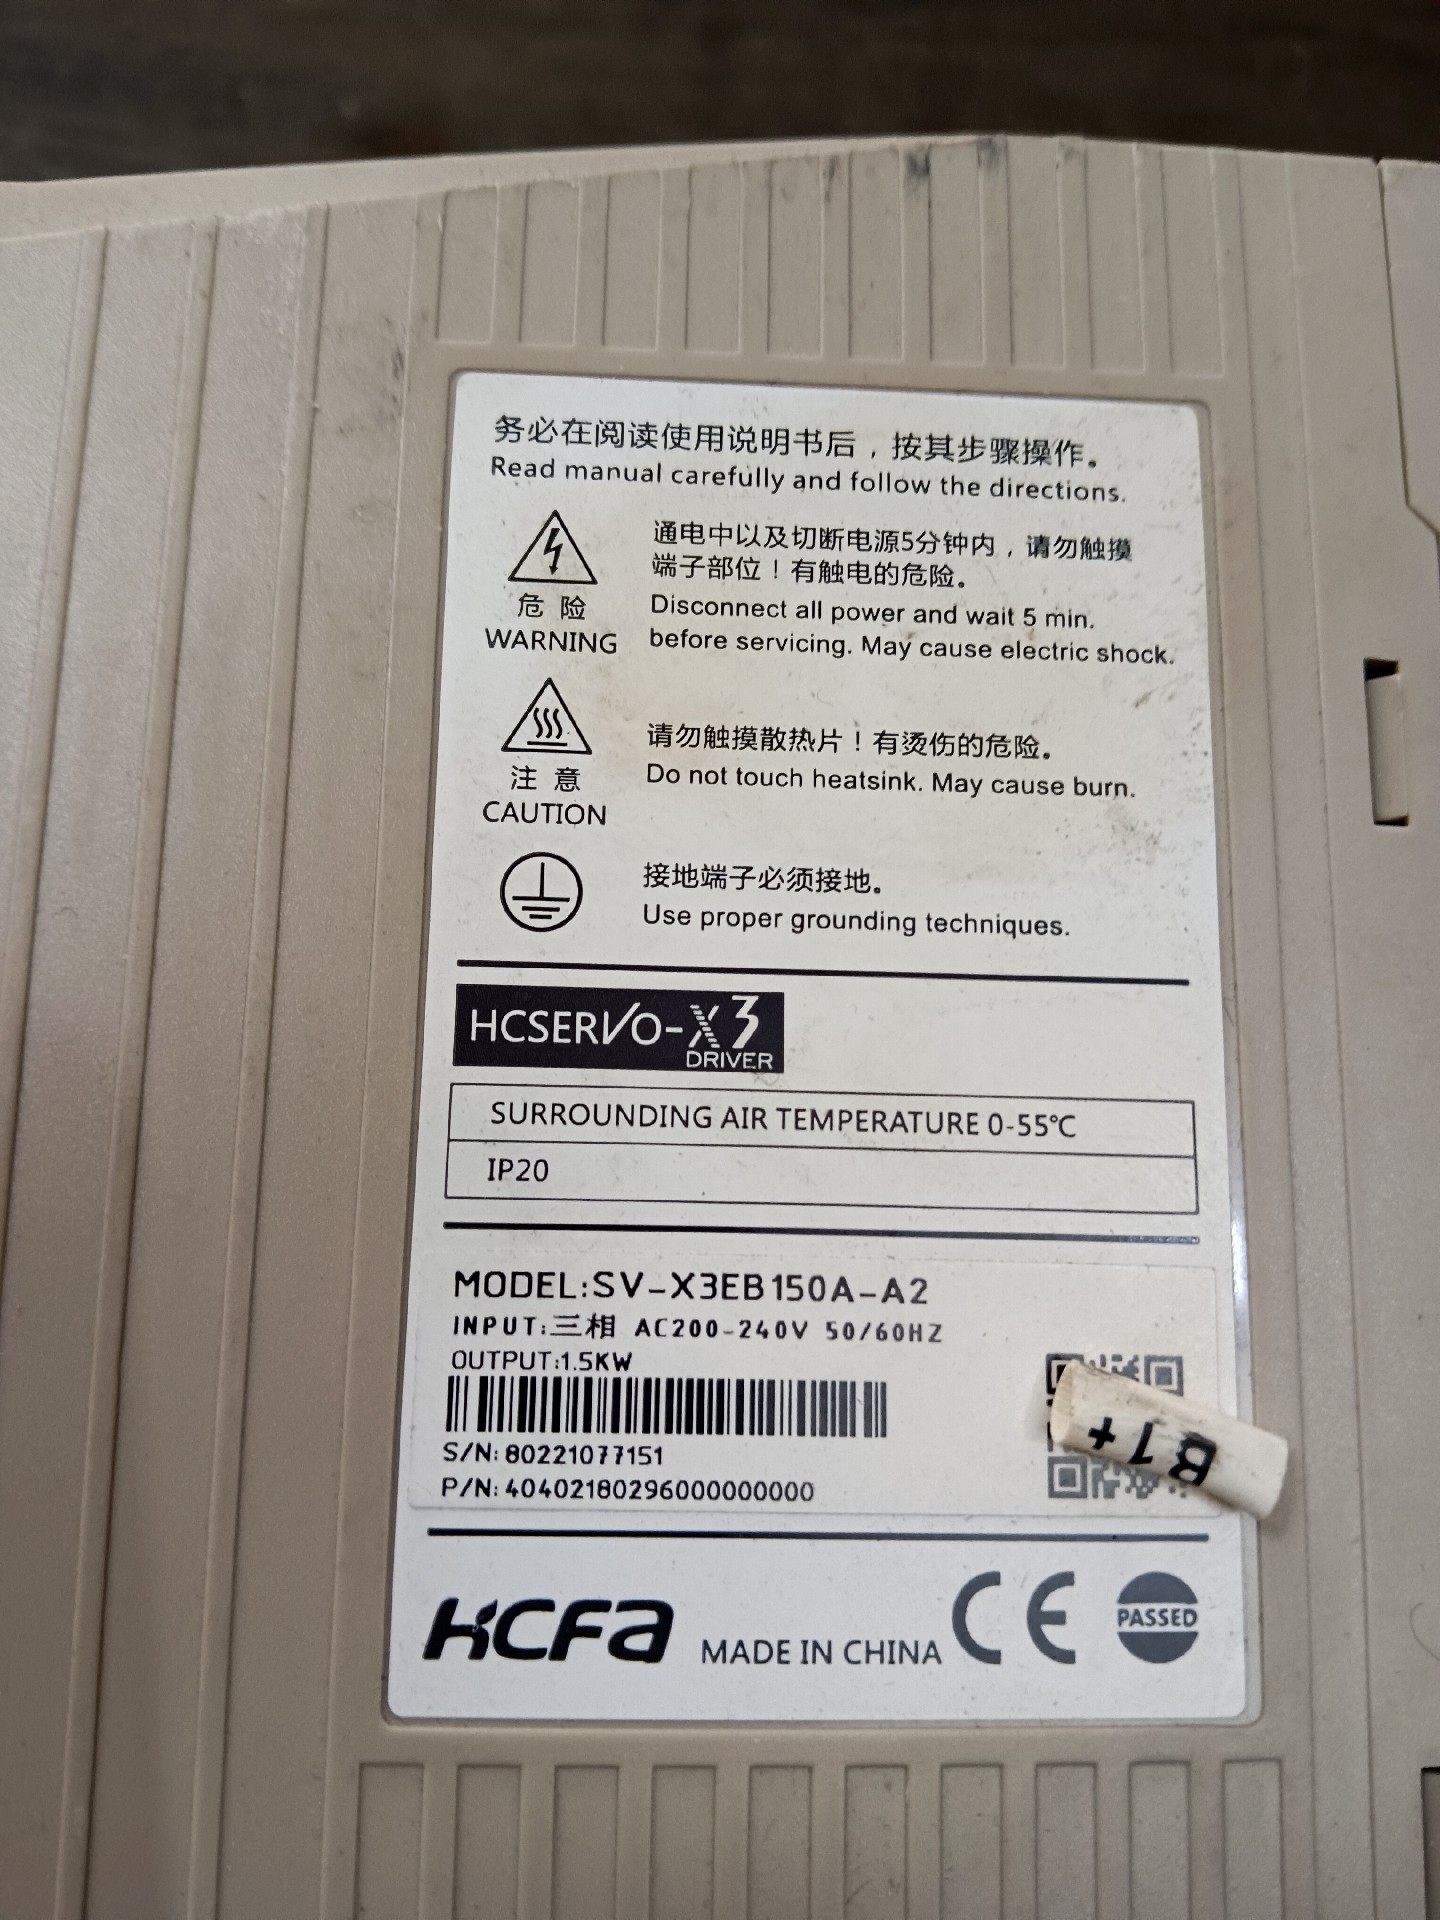 务必在阅读使用说明书后，按其步骤操作。
Read manual carefully and follow the directions.
危险
WARNING
通电中以及切断电源5分钟内，请勿触摸
端子部位！有触电的危险。
Disconnect all power and wait 5 min.
before servicing. May cause electric shock.
注意
CAUTION
请勿触摸散热片！有烫伤的危险。
Do not touch heatsink. May cause burn.
接地端子必须接地。
Use proper grounding techniques.
HCSERVO-X3
DRIVER
SURROUNDING AIR TEMPERATURE 0-55℃
IP20
MODEL:SV-X3EB150A-A2
INPUT:三相 AC200-240V 50/60HZ
OUTPUT:1.5KW
S/N:80221077151
P/N:40402180296000000000
B1+
HCFA MADE IN CHINA CE PASSED